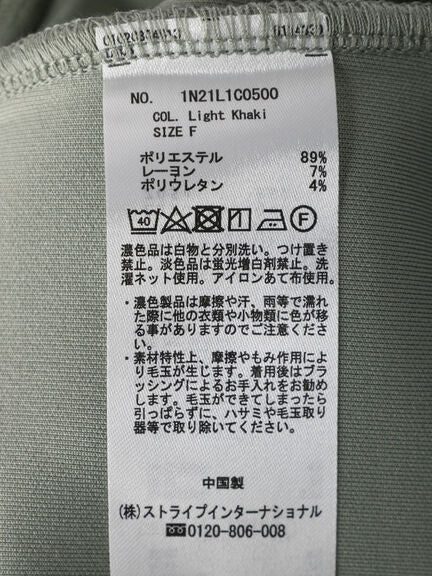 NO. 1N21L1C0500
COL. Light Khaki
SIZE F
ポリエステル 89%
レーヨン 7%
ポリウレタン 4%
40 F
濃色品は白物と分別洗い。つけ置き
禁止。淡色品は蛍光増白剤禁止。洗
濯ネット使用。アイロンあて布使用。
・濃色製品は摩擦や汗、雨等で濡れ
た際に他の衣類や小物類に色が移
る事がありますのでご注意くださ
い。
・素材特性上、摩擦やもみ作用によ
り毛玉が生じます。着用後はブラ
ッシングによるお手入れをお勧め
します。毛玉ができてしまったら
引っぱらずに、ハサミや毛玉取り
器等で取り除いてください。
中国製
(株)ストライプインターナショナル
0120-806-008